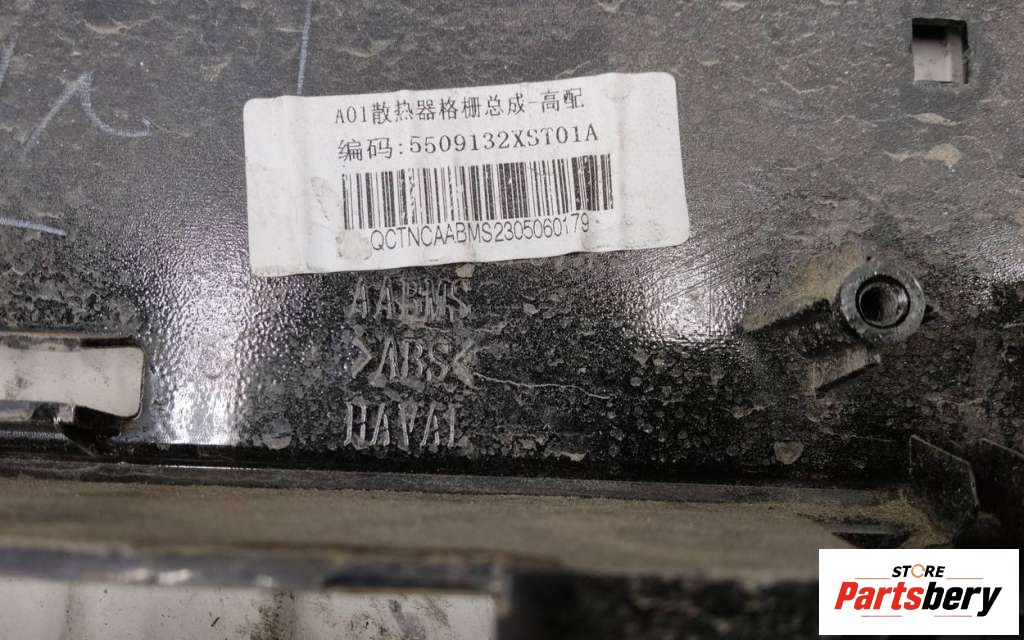 A01散热器格栅总成-高配
编码:5509132XST01A
QCTNCAABMS2305060179
AABMS
>ABS<
HAVAL
STORE
Partsbery